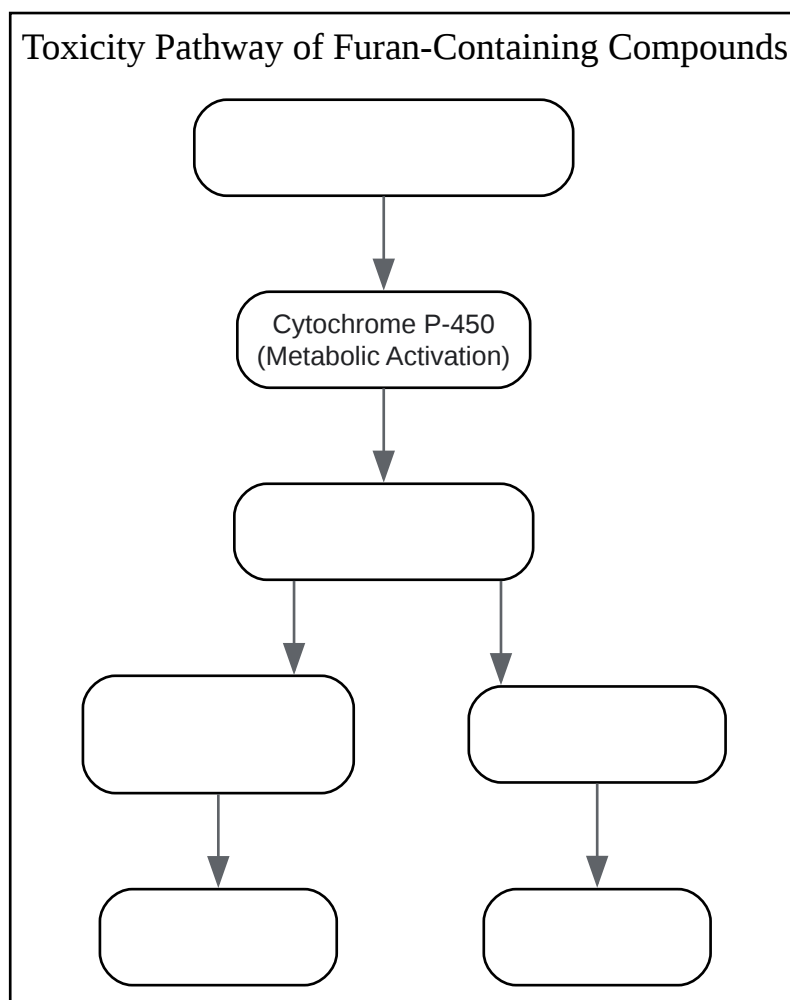 Toxicity Pathway of Furan-Containing Compounds
Cytochrome P-450
(Metabolic Activation)